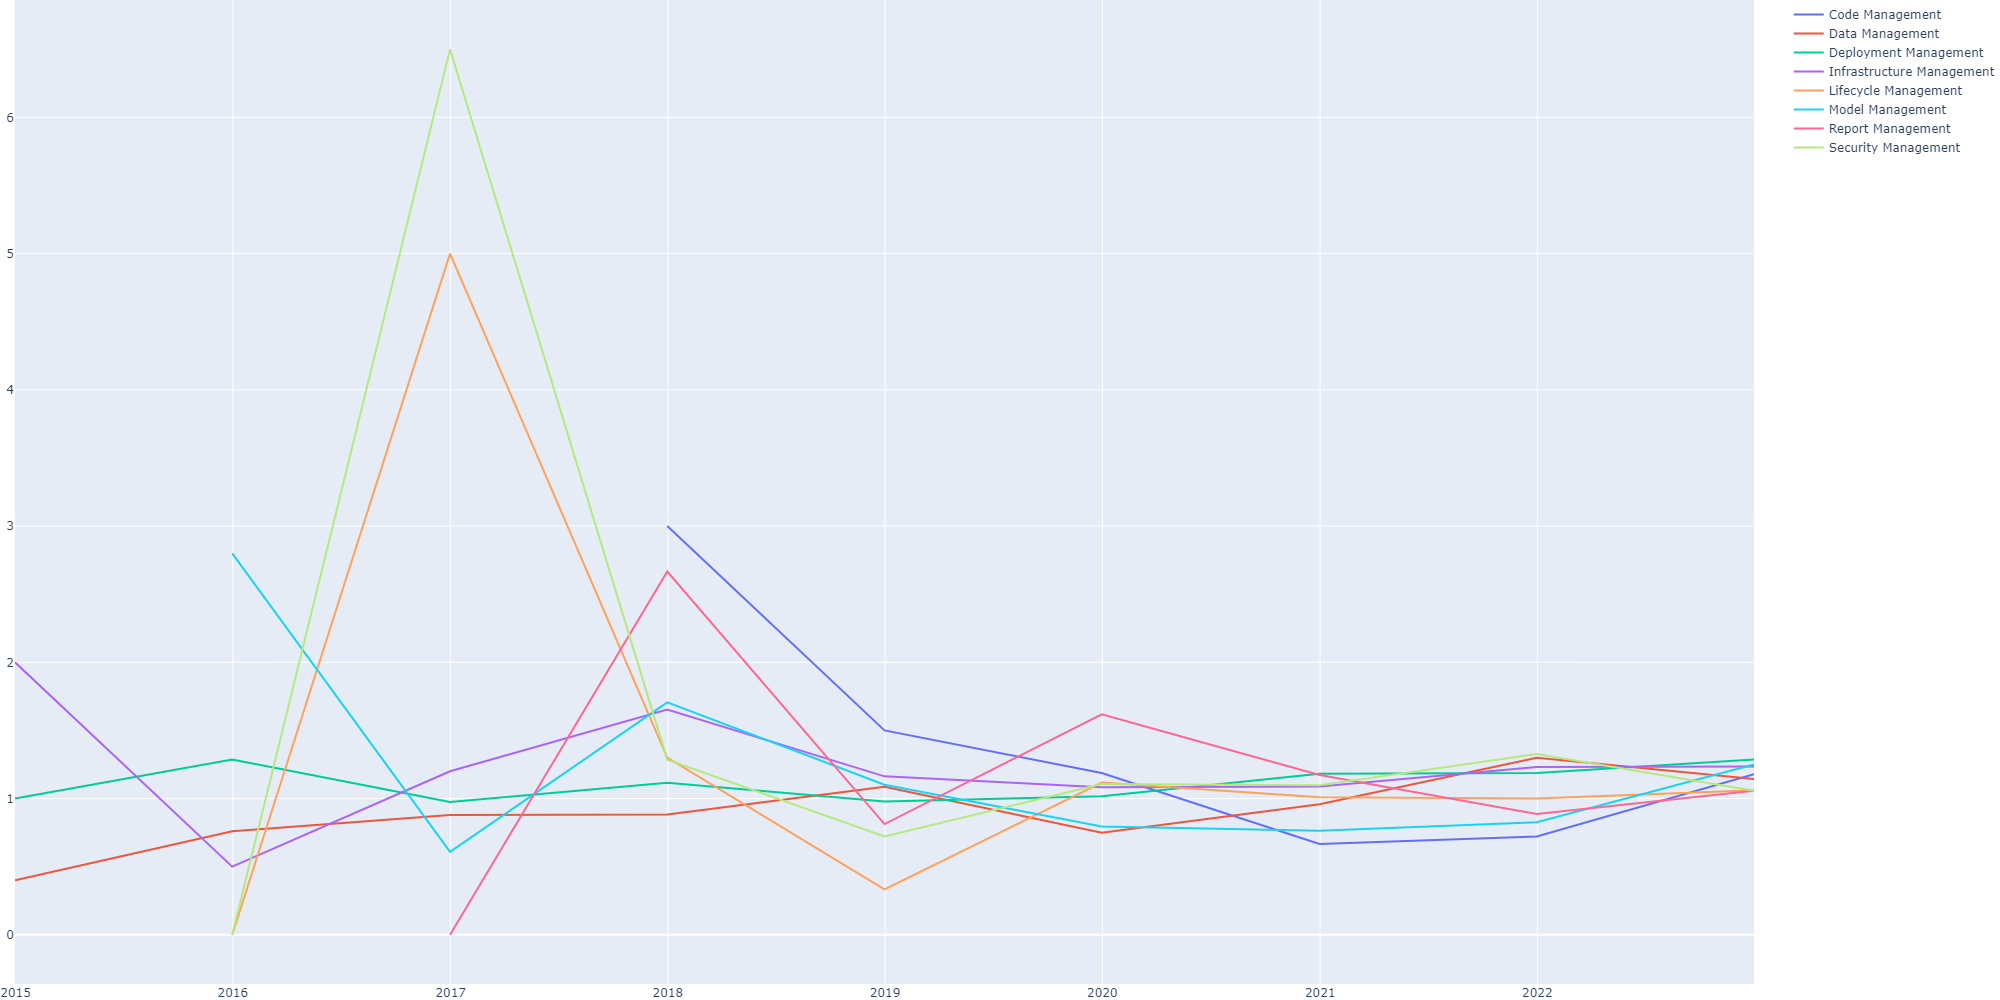 Code Management
Data Management
Deployment Management
Infrastructure Management
Lifecycle Management
Model Management
Report Management
Security Management
6
5
4
3
2
1
0
2015 2016 2017 2018 2019 2020 2021 2022